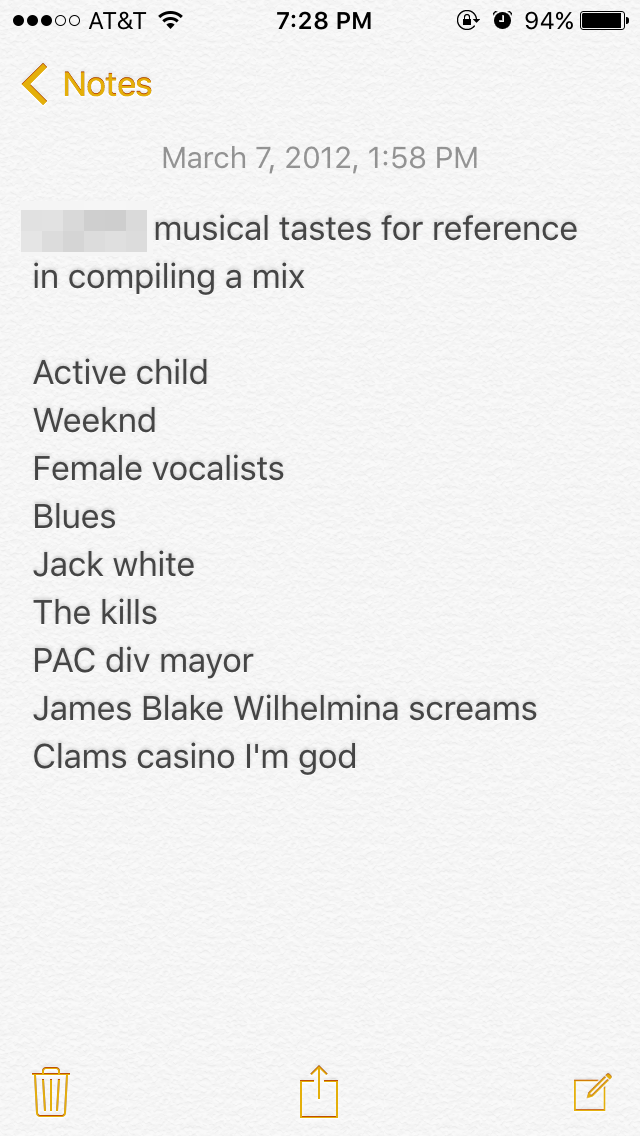 AT&T 7:28 PM 94%
Notes
March 7, 2012, 1:58 PM
musical tastes for reference
in compiling a mix
Active child
Weeknd
Female vocalists
Blues
Jack white
The kills
PAC div mayor
James Blake Wilhelmina screams
Clams casino I'm god